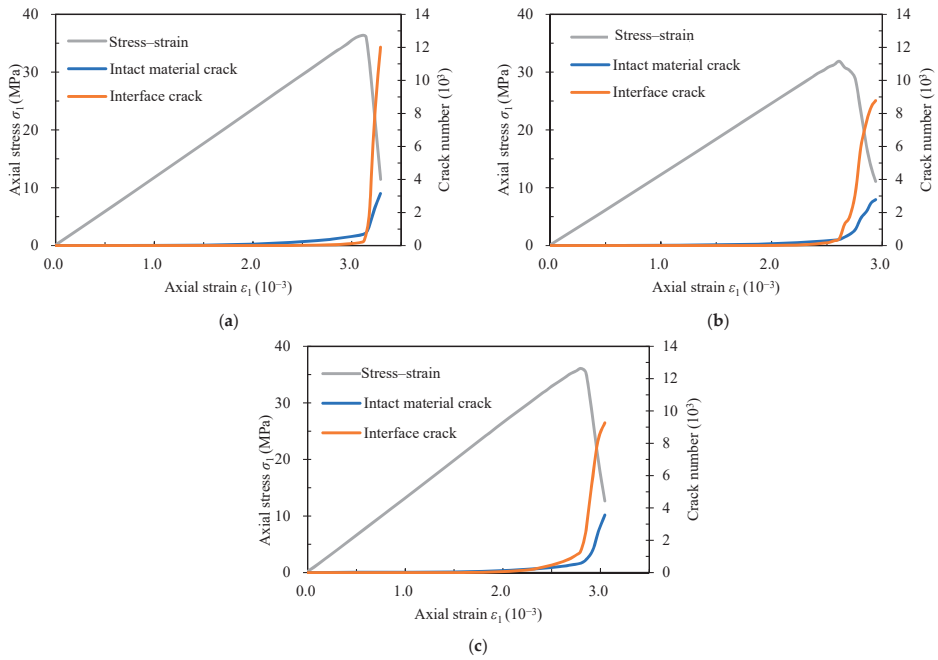 40
30
20
10
0
Axial stress σ₁ (MPa)
Stress–strain
Intact material crack
Interface crack
14
12
10
8
6
4
2
0
Crack number (10³)
0.0 1.0 2.0 3.0
Axial strain ε₁ (10⁻³)
(a)
40
30
20
10
0
Axial stress σ₁ (MPa)
Stress–strain
Intact material crack
Interface crack
14
12
10
8
6
4
2
0
Crack number (10³)
0.0 1.0 2.0 3.0
Axial strain ε₁ (10⁻³)
(b)
40
30
20
10
0
Axial stress σ₁ (MPa)
Stress–strain
Intact material crack
Interface crack
14
12
10
8
6
4
2
0
Crack number (10³)
0.0 1.0 2.0 3.0
Axial strain ε₁ (10⁻³)
(c)